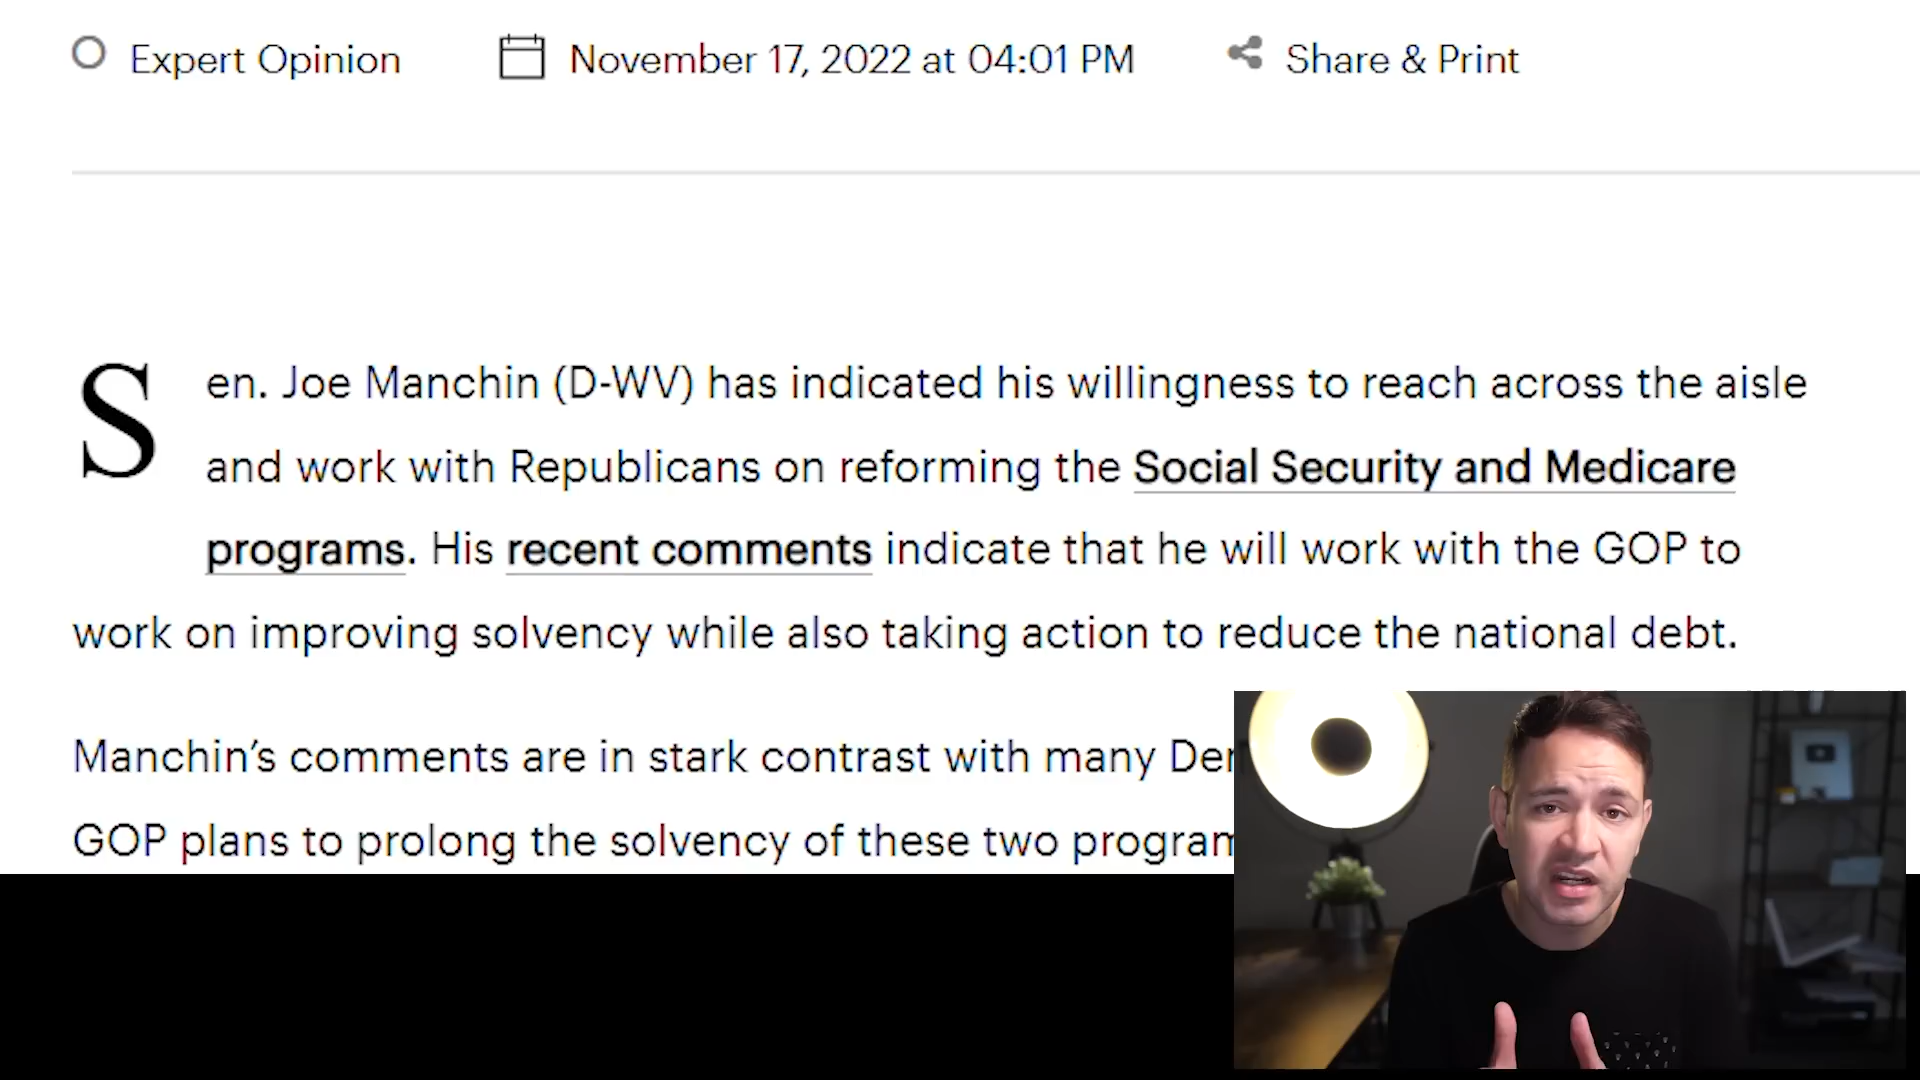 Expert Opinion
November 17, 2022 at 04:01 PM
Share & Print
Sen. Joe Manchin (D-WV) has indicated his willingness to reach across the aisle
and work with Republicans on reforming the Social Security and Medicare
programs. His recent comments indicate that he will work with the GOP to
work on improving solvency while also taking action to reduce the national debt.
Manchin’s comments are in stark contrast with many
GOP plans to prolong the solvency of these two